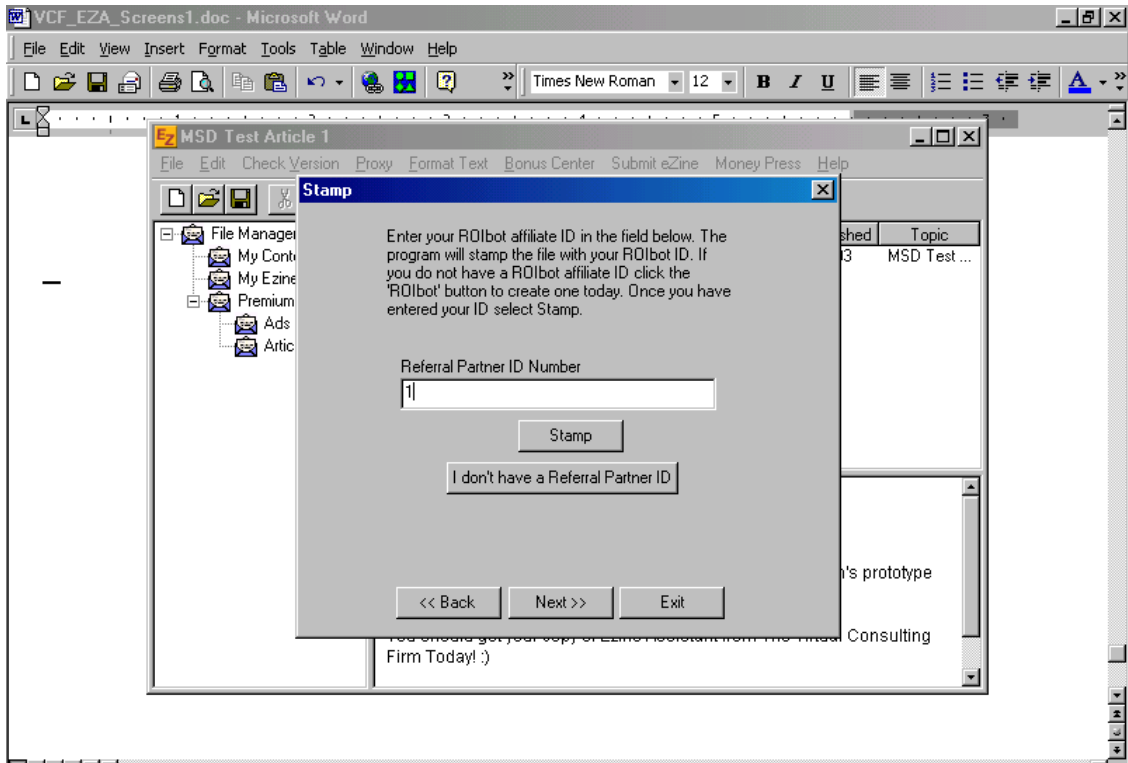 VCF_EZA_Screens1.doc - Microsoft Word
File Edit View Insert Format Tools Table Window Help
Times New Roman 12 B I U A
MSD Test Article 1
File Edit Check Version Proxy Format Text Bonus Center Submit eZine Money Press Help
Stamp
File Manager
My Cont
My Ezine
Premium
Ads
Artic
shed Topic
03 MSD Test ...
Enter your ROIbot affiliate ID in the field below. The
program will stamp the file with your ROIbot ID. If
you do not have a ROIbot affiliate ID click the
'ROIbot' button to create one today. Once you have
entered your ID select Stamp.
Referral Partner ID Number
1
Stamp
I don't have a Referral Partner ID
<< Back Next >> Exit
n's prototype
Consulting
Firm Today! :)